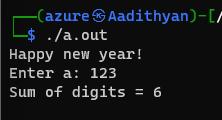 ┌──(azure㉿Aadithyan)-[/
└─$ ./a.out
Happy new year!
Enter a: 123
Sum of digits = 6